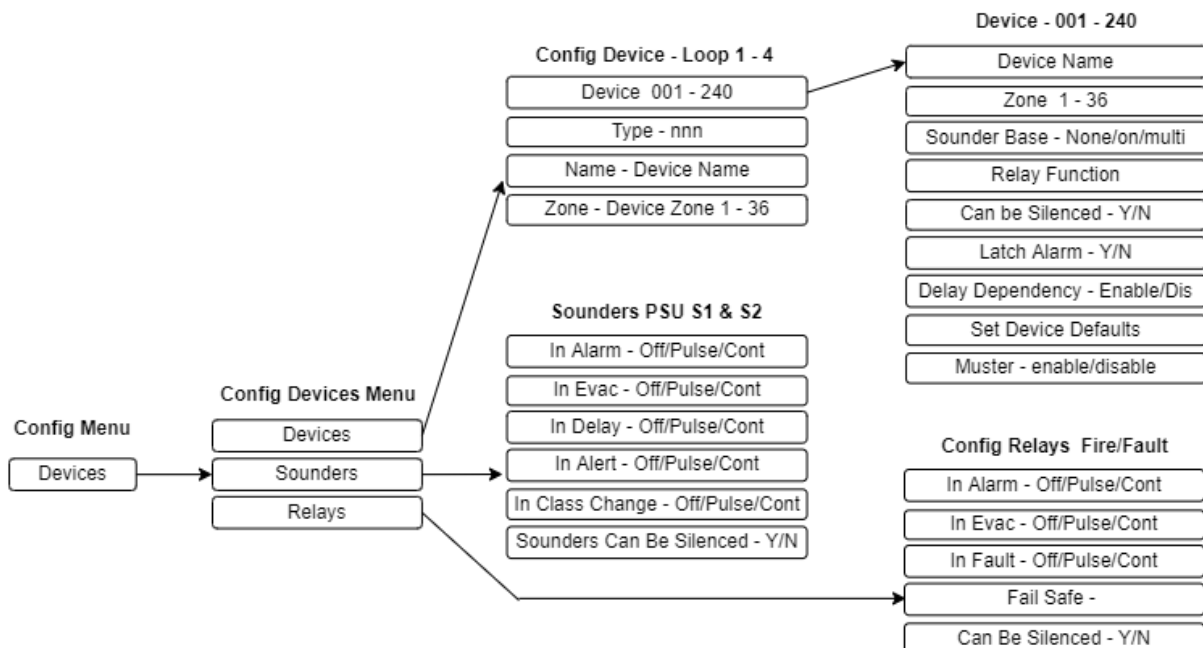 Config Menu
Devices
Config Devices Menu
Devices
Sounders
Relays
Config Device - Loop 1 - 4
Device 001 - 240
Type - nnn
Name - Device Name
Zone - Device Zone 1 - 36
Sounders PSU S1 & S2
In Alarm - Off/Pulse/Cont
In Evac - Off/Pulse/Cont
In Delay - Off/Pulse/Cont
In Alert - Off/Pulse/Cont
In Class Change - Off/Pulse/Cont
Sounders Can Be Silenced - Y/N
Device - 001 - 240
Device Name
Zone 1 - 36
Sounder Base - None/on/multi
Relay Function
Can be Silenced - Y/N
Latch Alarm - Y/N
Delay Dependency - Enable/Dis
Set Device Defaults
Muster - enable/disable
Config Relays Fire/Fault
In Alarm - Off/Pulse/Cont
In Evac - Off/Pulse/Cont
In Fault - Off/Pulse/Cont
Fail Safe -
Can Be Silenced - Y/N